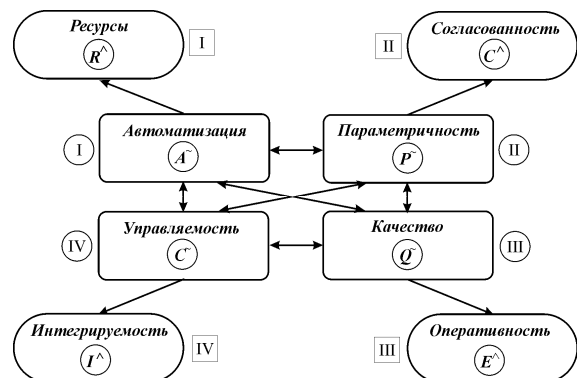 Ресурсы I II Согласованность
R^ C^
Автоматизация Параметричность
I A~ P~ II
Управляемость Качество
IV C~ Q~ III
Интегрируемость IV III Оперативность
I^ E^